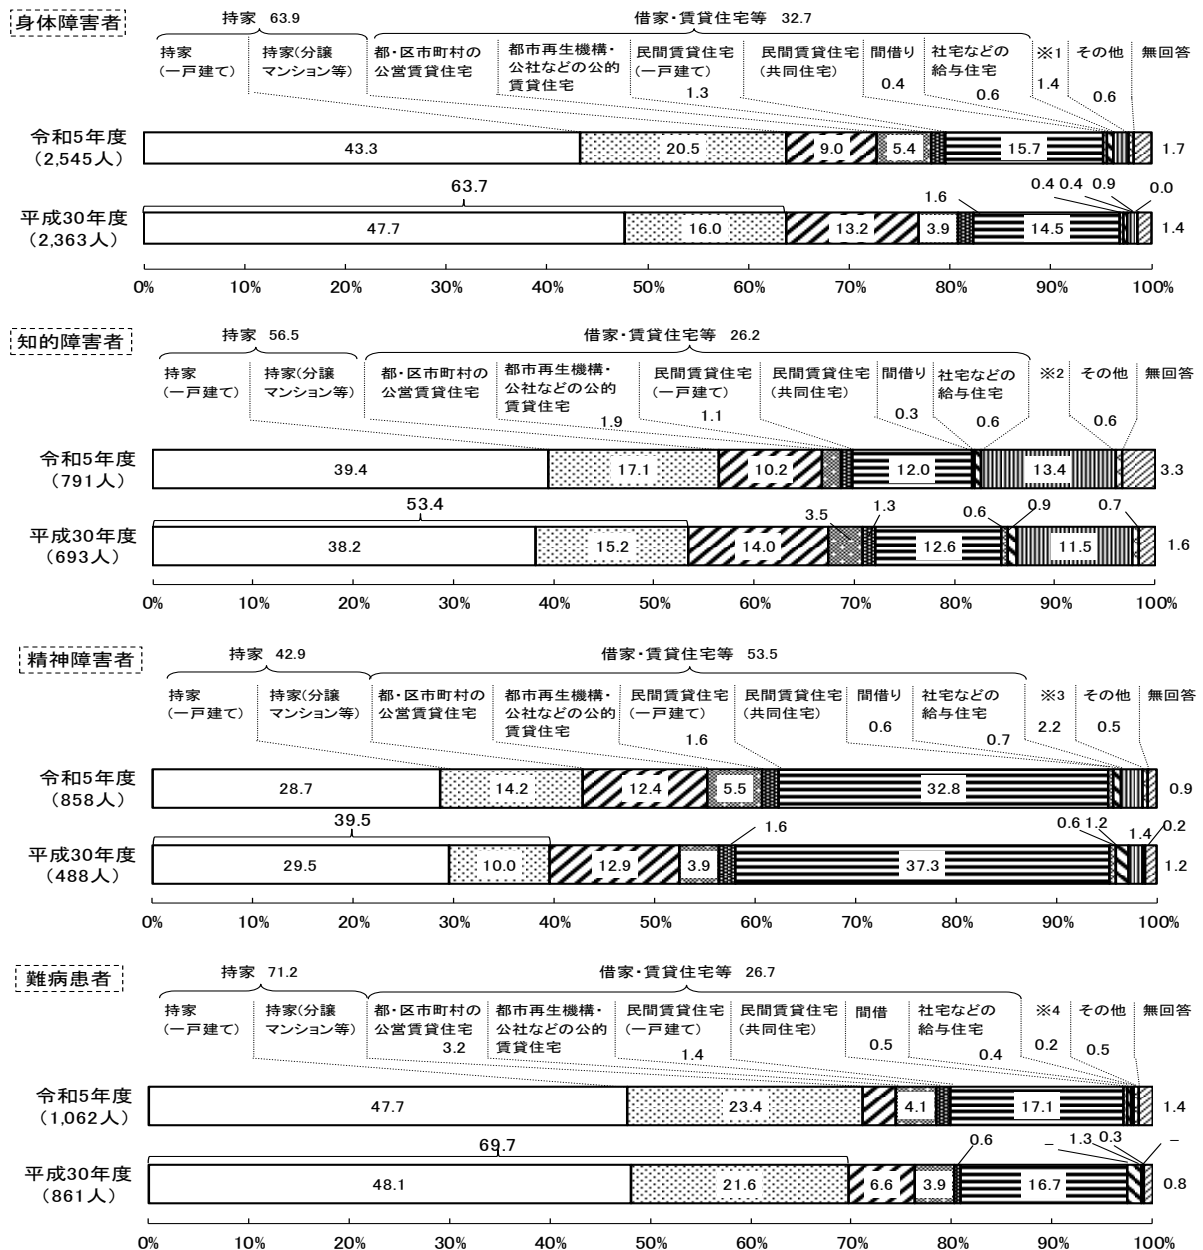 身体障害者
持家 63.9
借家・賃貸住宅等 32.7
持家
(一戸建て)
持家(分譲
マンション等)
都・区市町村の
公営賃貸住宅
都市再生機構・
公社などの公的
賃貸住宅
民間賃貸住宅
(一戸建て)
1.3
民間賃貸住宅
(共同住宅)
間借り
0.4
社宅などの
給与住宅
0.6
※1
1.4
その他
0.6
無回答
令和5年度
(2,545人)
43.3 20.5 9.0 5.4 15.7 1.7
63.7
1.6 0.4 0.4 0.9 0.0
平成30年度
(2,363人)
47.7 16.0 13.2 3.9 14.5 1.4
0% 10% 20% 30% 40% 50% 60% 70% 80% 90% 100%
知的障害者
持家 56.5
借家・賃貸住宅等 26.2
持家
(一戸建て)
持家(分譲
マンション等)
都・区市町村の
公営賃貸住宅
都市再生機構・
公社などの公的
賃貸住宅
1.9
民間賃貸住宅
(一戸建て)
1.1
民間賃貸住宅
(共同住宅)
間借り
0.3
社宅などの
給与住宅
0.6
※2
その他
0.6
無回答
令和5年度
(791人)
39.4 17.1 10.2 12.0 13.4 3.3
53.4
3.5 1.3 0.6 0.9 0.7
平成30年度
(693人)
38.2 15.2 14.0 12.6 11.5 1.6
0% 10% 20% 30% 40% 50% 60% 70% 80% 90% 100%
精神障害者
持家 42.9
借家・賃貸住宅等 53.5
持家
(一戸建て)
持家(分譲
マンション等)
都・区市町村の
公営賃貸住宅
都市再生機構・
公社などの公的
賃貸住宅
民間賃貸住宅
(一戸建て)
1.6
民間賃貸住宅
(共同住宅)
間借り
0.6
社宅などの
給与住宅
0.7
※3
2.2
その他
0.5
無回答
令和5年度
(858人)
28.7 14.2 12.4 5.5 32.8 0.9
39.5
1.6 0.6 1.2 1.4 0.2
平成30年度
(488人)
29.5 10.0 12.9 3.9 37.3 1.2
0% 10% 20% 30% 40% 50% 60% 70% 80% 90% 100%
難病患者
持家 71.2
借家・賃貸住宅等 26.7
持家
(一戸建て)
持家(分譲
マンション等)
都・区市町村の
公営賃貸住宅
3.2
都市再生機構・
公社などの公的
賃貸住宅
民間賃貸住宅
(一戸建て)
1.4
民間賃貸住宅
(共同住宅)
間借
0.5
社宅などの
給与住宅
0.4
※4
0.2
その他
0.5
無回答
令和5年度
(1,062人)
47.7 23.4 4.1 17.1 1.4
69.7
0.6 – 1.3 0.3 –
平成30年度
(861人)
48.1 21.6 6.6 3.9 16.7 0.8
0% 10% 20% 30% 40% 50% 60% 70% 80% 90% 100%